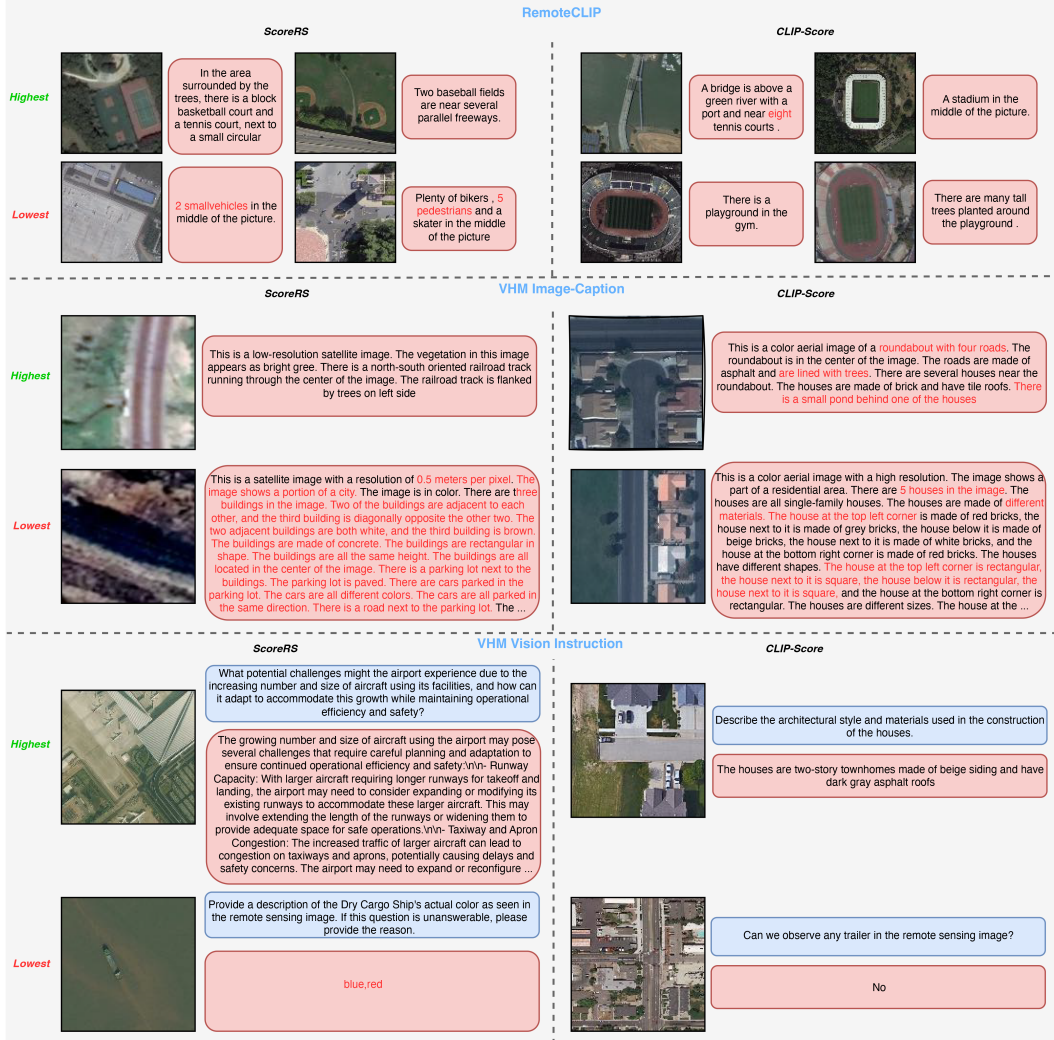 RemoteCLIP
ScoreRS
CLIP-Score
Highest
In the area
surrounded by the
trees, there is a block
basketball court and
a tennis court, next to
a small circular
Two baseball fields
are near several
parallel freeways.
A bridge is above a
green river with a
port and near eight
tennis courts .
A stadium in the
middle of the picture.
Lowest
2 smallvehicles in the
middle of the picture.
Plenty of bikers , 5
pedestrians and a
skater in the middle
of the picture
There is a
playground in the
gym.
There are many tall
trees planted around
the playground .
VHM Image-Caption
ScoreRS
CLIP-Score
Highest
This is a low-resolution satellite image. The vegetation in this image
appears as bright gree. There is a north-south oriented railroad track
running through the center of the image. The railroad track is flanked
by trees on left side
This is a color aerial image of a roundabout with four roads. The
roundabout is in the center of the image. The roads are made of
asphalt and are lined with trees. There are several houses near the
roundabout. The houses are made of brick and have tile roofs. There
is a small pond behind one of the houses
Lowest
This is a satellite image with a resolution of 0.5 meters per pixel. The
image shows a portion of a city. The image is in color. There are three
buildings in the image. Two of the buildings are adjacent to each
other, and the third building is diagonally opposite the other two. The
two adjacent buildings are both white, and the third building is brown.
The buildings are made of concrete. The buildings are rectangular in
shape. The buildings are all the same height. The buildings are all
located in the center of the image. There is a parking lot next to the
buildings. The parking lot is paved. There are cars parked in the
parking lot. The cars are all different colors. The cars are all parked in
the same direction. There is a road next to the parking lot. The ...
This is a color aerial image with a high resolution. The image shows a
part of a residential area. There are 5 houses in the image. The
houses are all single-family houses. The houses are made of different
materials. The house at the top left corner is made of red bricks, the
house next to it is made of grey bricks, the house below it is made of
beige bricks, the house next to it is made of white bricks, and the
house at the bottom right corner is made of red bricks. The houses
have different shapes. The house at the top left corner is rectangular,
the house next to it is square, the house below it is rectangular, the
house next to it is square, and the house at the bottom right corner is
rectangular. The houses are different sizes. The house at the ...
VHM Vision Instruction
ScoreRS
CLIP-Score
Highest
What potential challenges might the airport experience due to the
increasing number and size of aircraft using its facilities, and how can
it adapt to accommodate this growth while maintaining operational
efficiency and safety?
The growing number and size of aircraft using the airport may pose
several challenges that require careful planning and adaptation to
ensure continued operational efficiency and safety:\n\n- Runway
Capacity: With larger aircraft requiring longer runways for takeoff and
landing, the airport may need to consider expanding or modifying its
existing runways to accommodate these larger aircraft. This may
involve extending the length of the runways or widening them to
provide adequate space for safe operations.\n\n- Taxiway and Apron
Congestion: The increased traffic of larger aircraft can lead to
congestion on taxiways and aprons, potentially causing delays and
safety concerns. The airport may need to expand or reconfigure ...
Describe the architectural style and materials used in the construction
of the houses.
The houses are two-story townhomes made of beige siding and have
dark gray asphalt roofs
Lowest
Provide a description of the Dry Cargo Ship's actual color as seen in
the remote sensing image. If this question is unanswerable, please
provide the reason.
blue,red
Can we observe any trailer in the remote sensing image?
No